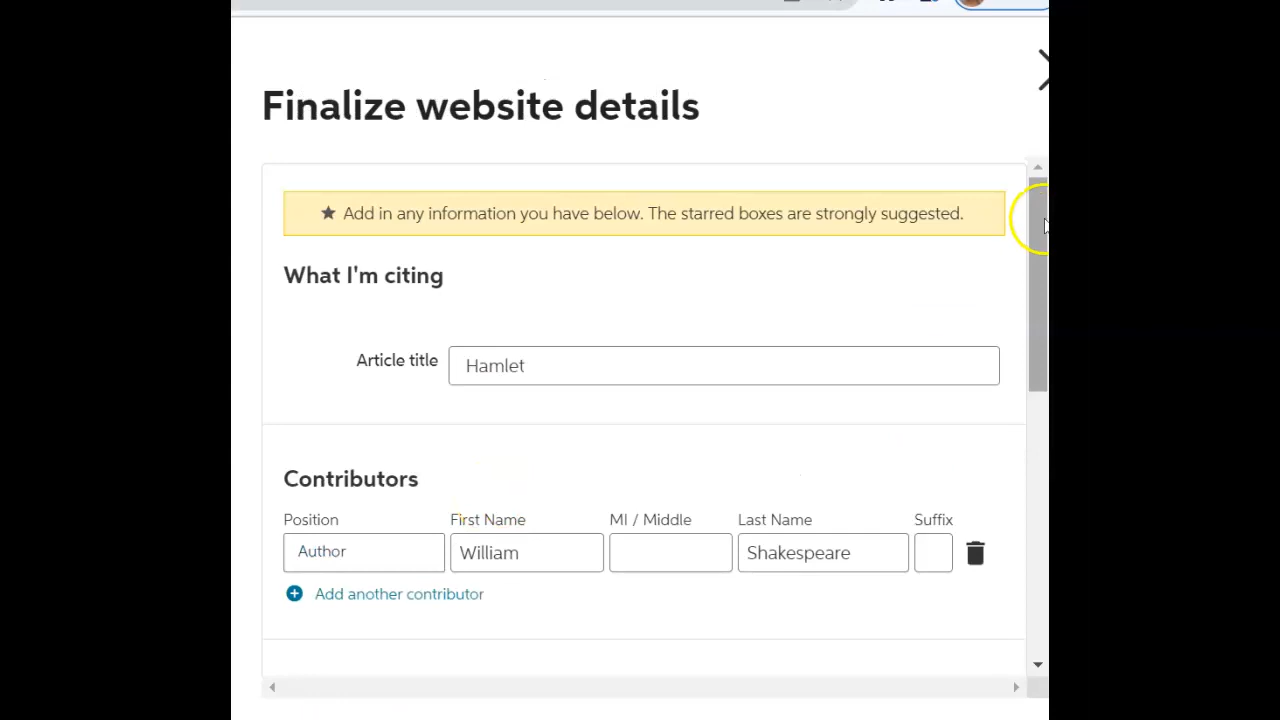 Finalize website details
★ Add in any information you have below. The starred boxes are strongly suggested.
What I'm citing
Article title Hamlet
Contributors
Position First Name MI / Middle Last Name Suffix
Author William Shakespeare
Add another contributor